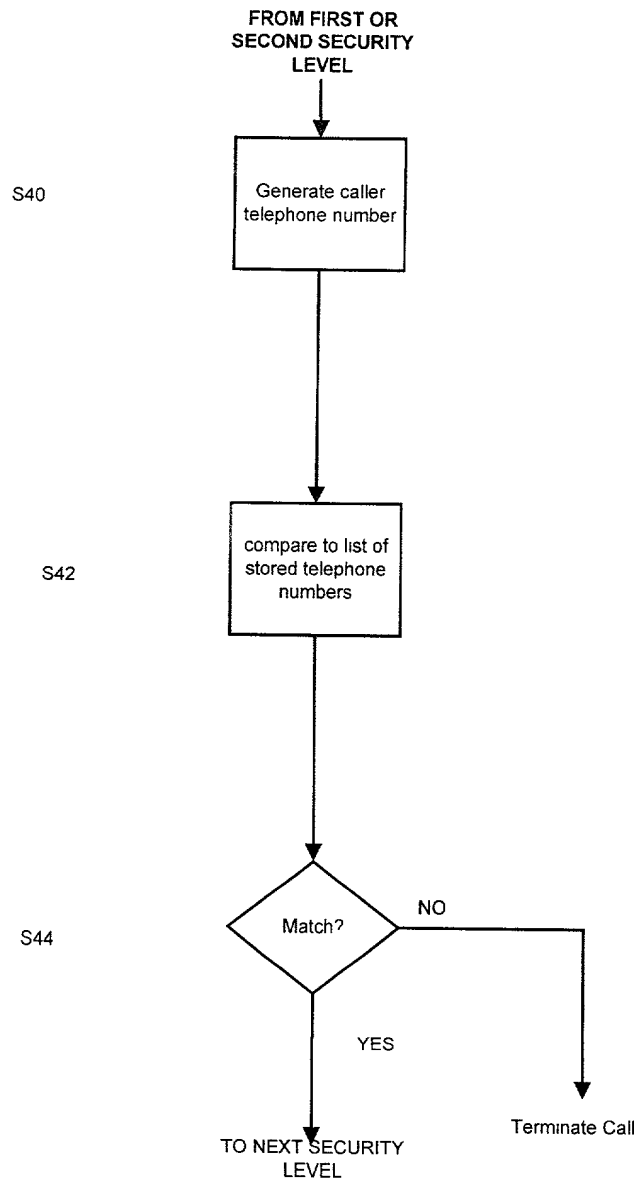 FROM FIRST OR
SECOND SECURITY
LEVEL
S40
Generate caller
telephone number
S42
compare to list of
stored telephone
numbers
S44
Match?
NO
YES
Terminate Call
TO NEXT SECURITY
LEVEL